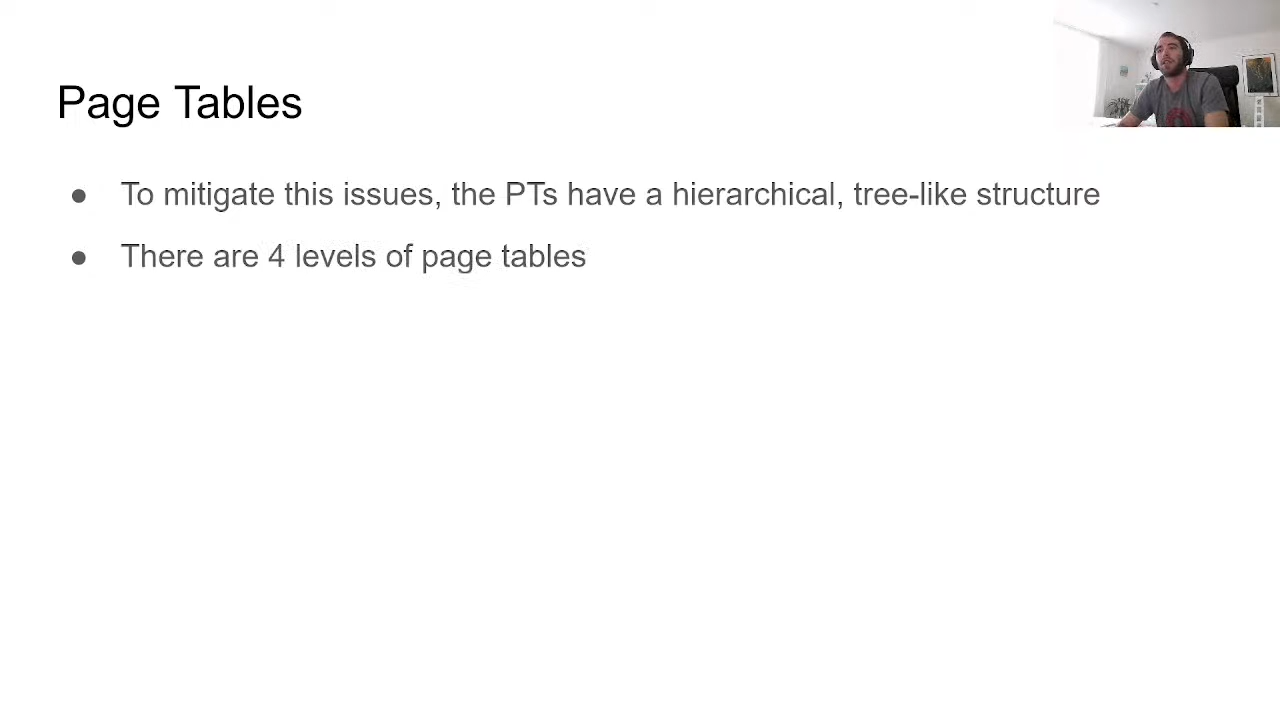 Page Tables
● To mitigate this issues, the PTs have a hierarchical, tree-like structure
● There are 4 levels of page tables